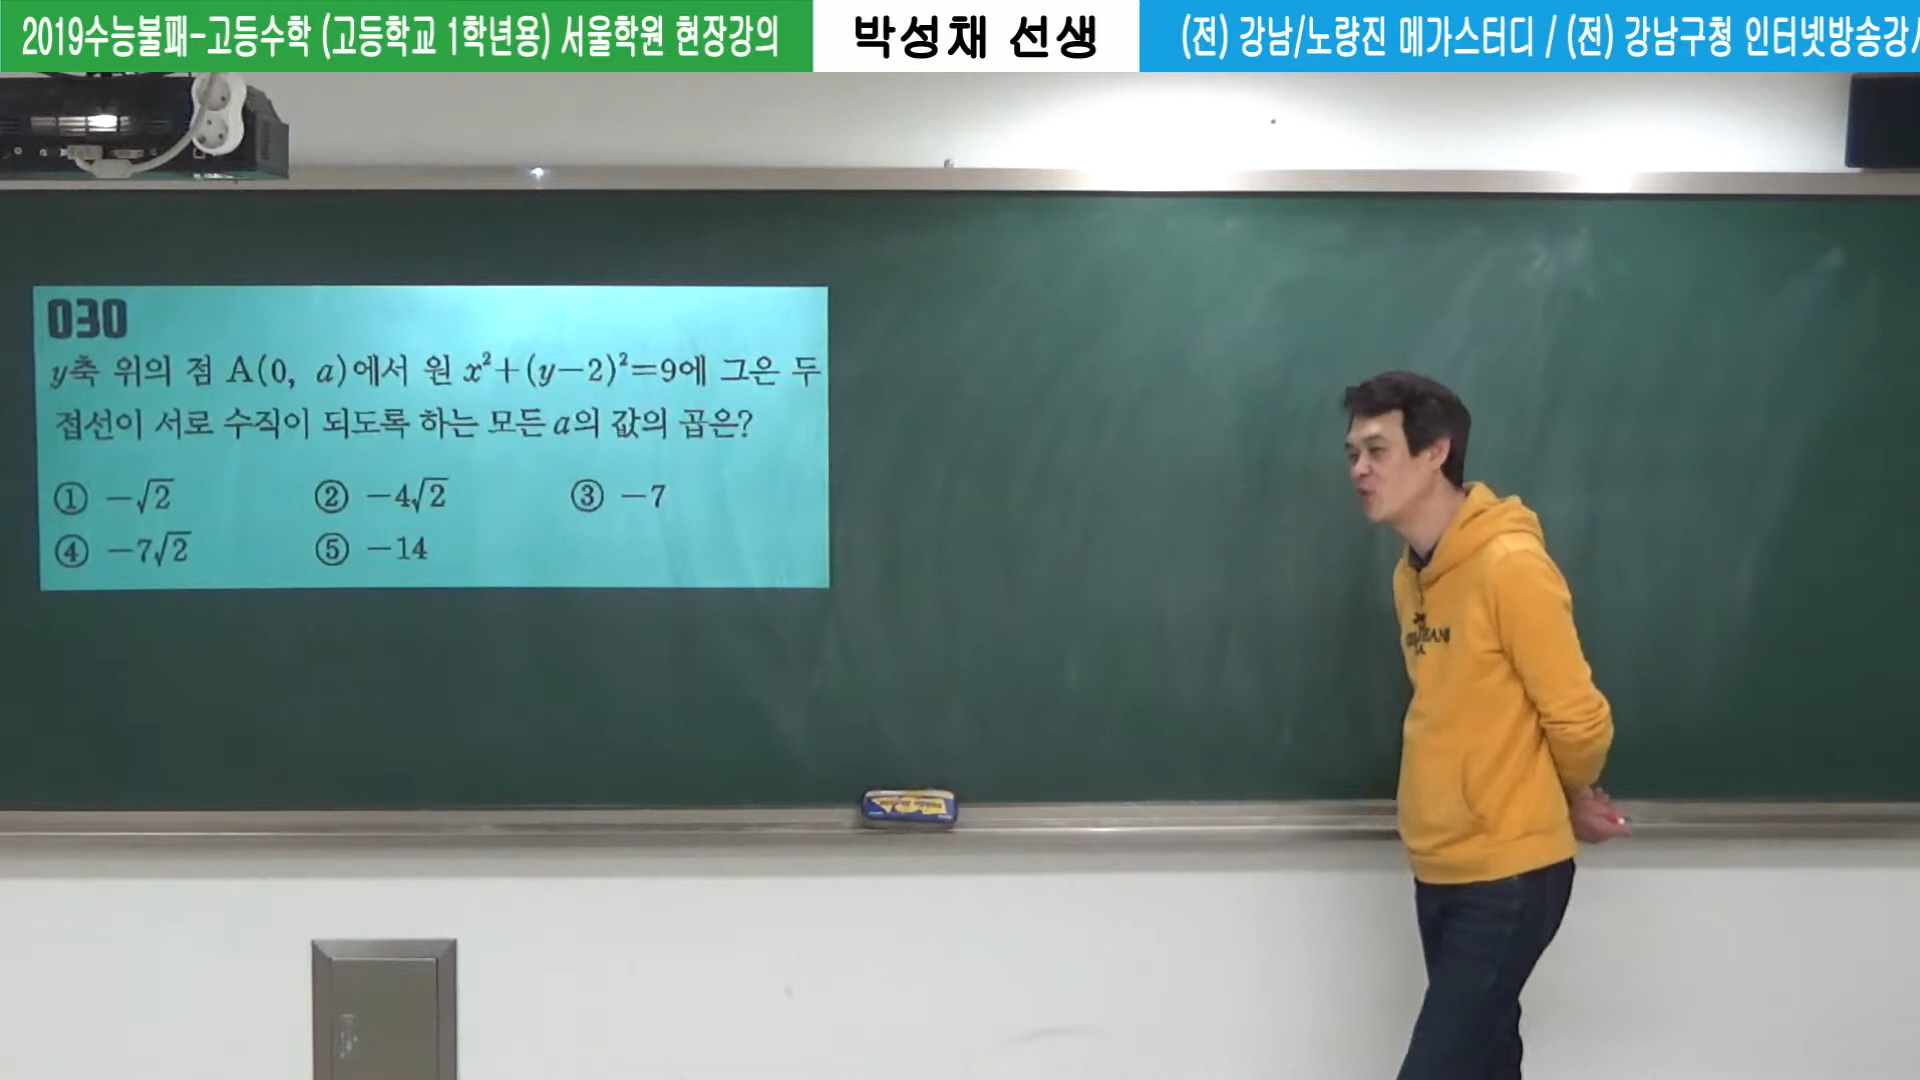 2019수능불패-고등수학 (고등학교 1학년용) 서울학원 현장강의
박성채 선생
(전) 강남/노량진 메가스터디 / (전) 강남구청 인터넷방송강사
030
y축 위의 점 A(0, a)에서 원 x²+(y-2)²=9에 그은 두
접선이 서로 수직이 되도록 하는 모든 a의 값의 곱은?
① -√2 ② -4√2 ③ -7
④ -7√2 ⑤ -14